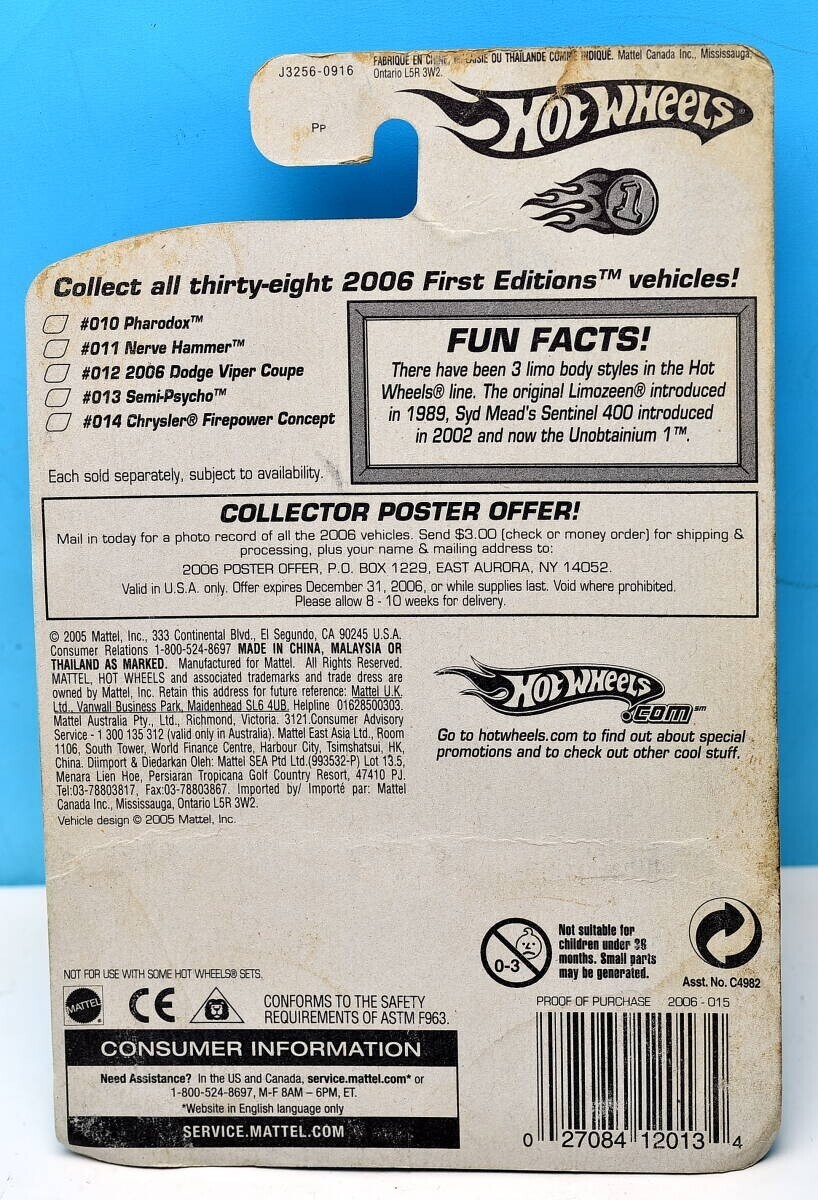 J3256-0916
FABRIQUÉ EN CHINE, MALAISIE OU THAÏLANDE COMME INDIQUÉ. Mattel Canada Inc., Mississauga,
Ontario L5R 3W2.
PP
HOT WHEELS®
1
Collect all thirty-eight 2006 First Editions™ vehicles!
#010 Pharodox™
#011 Nerve Hammer™
#012 2006 Dodge Viper Coupe
#013 Semi-Psycho™
#014 Chrysler® Firepower Concept
Each sold separately, subject to availability.
FUN FACTS!
There have been 3 limo body styles in the Hot
Wheels® line. The original Limozeen® introduced
in 1989, Syd Mead's Sentinel 400 introduced
in 2002 and now the Unobtainium 1™.
COLLECTOR POSTER OFFER!
Mail in today for a photo record of all the 2006 vehicles. Send $3.00 (check or money order) for shipping &
processing, plus your name & mailing address to:
2006 POSTER OFFER, P.O. BOX 1229, EAST AURORA, NY 14052.
Valid in U.S.A. only. Offer expires December 31, 2006, or while supplies last. Void where prohibited.
Please allow 8 - 10 weeks for delivery.
© 2005 Mattel, Inc., 333 Continental Blvd., El Segundo, CA 90245 U.S.A.
Consumer Relations 1-800-524-8697 MADE IN CHINA, MALAYSIA OR
THAILAND AS MARKED. Manufactured for Mattel. All Rights Reserved.
MATTEL, HOT WHEELS and associated trademarks and trade dress are
owned by Mattel, Inc. Retain this address for future reference: Mattel U.K.
Ltd., Vanwall Business Park, Maidenhead SL6 4UB. Helpline 01628500303.
Mattel Australia Pty., Ltd., Richmond, Victoria. 3121.Consumer Advisory
Service - 1 300 135 312 (valid only in Australia). Mattel East Asia Ltd., Room
1106, South Tower, World Finance Centre, Harbour City, Tsimshatsui, HK,
China. Diimport & Diedarkan Oleh: Mattel SEA Ptd Ltd.(993532-P) Lot 13.5,
Menara Lien Hoe, Persiaran Tropicana Golf Country Resort, 47410 PJ.
Tel:03-78803817, Fax:03-78803867. Imported by/ Importé par: Mattel
Canada Inc., Mississauga, Ontario L5R 3W2.
Vehicle design © 2005 Mattel, Inc.
HOT WHEELS
.COM℠
Go to hotwheels.com to find out about special
promotions and to check out other cool stuff.
0-3
Not suitable for
children under 36
months. Small parts
may be generated.
Asst. No. C4982
NOT FOR USE WITH SOME HOT WHEELS® SETS.
MATTEL
CE
CONFORMS TO THE SAFETY
REQUIREMENTS OF ASTM F963.
CONSUMER INFORMATION
Need Assistance? In the US and Canada, service.mattel.com* or
1-800-524-8697, M-F 8AM – 6PM, ET.
*Website in English language only
SERVICE.MATTEL.COM
PROOF OF PURCHASE 2006 - 015
0 27084 12013 4